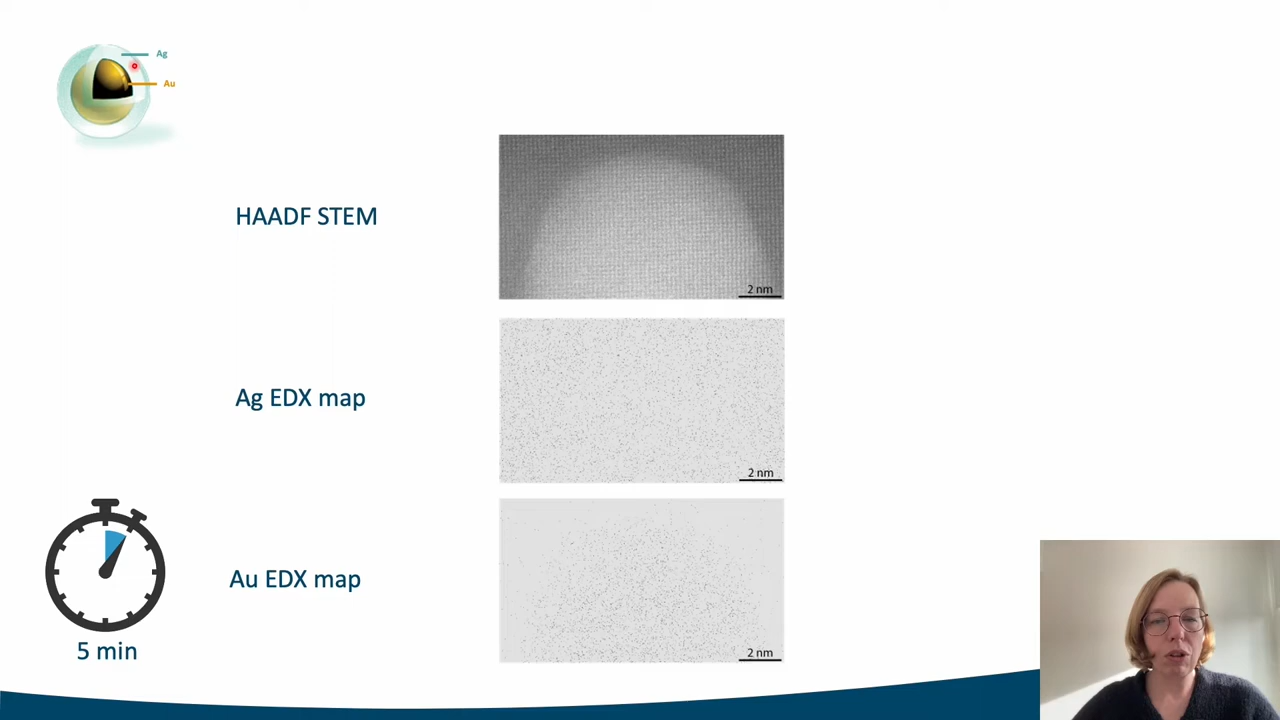 Ag
Au
HAADF STEM
2 nm
Ag EDX map
2 nm
Au EDX map
2 nm
5 min